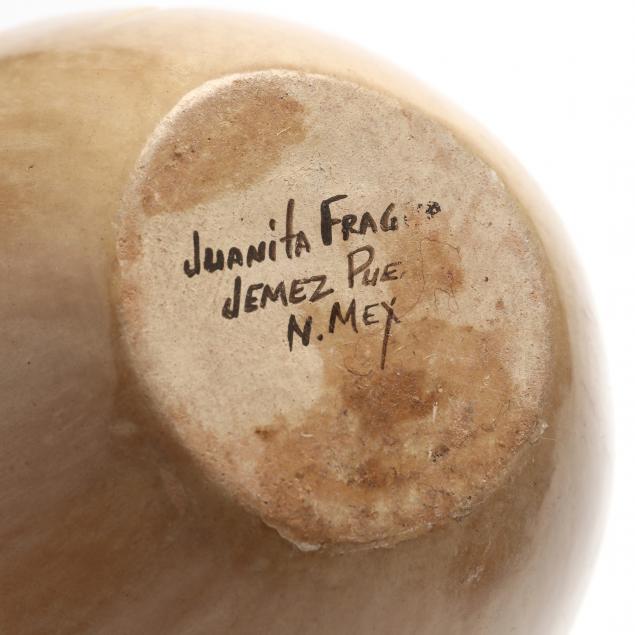 Juanita Frag
Jemez Pue
N. Mex